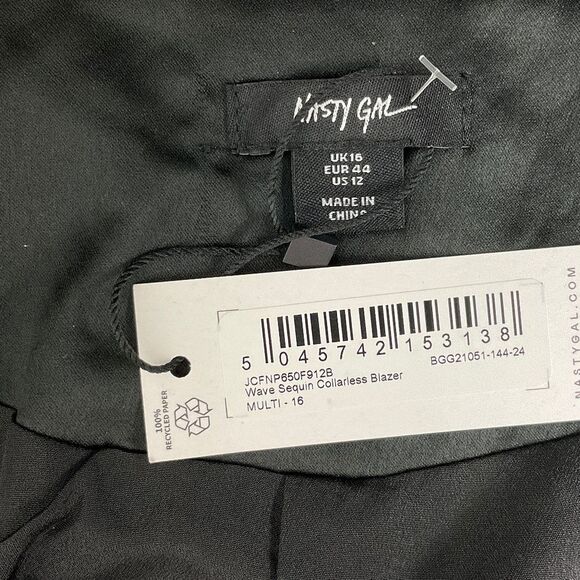 NASTY GAL
UK16
EUR 44
US 12
MADE IN
CHINA
5 045742 153138
JCFNP650F912B
BGG21051-144-24
Wave Sequin Collarless Blazer
MULTI - 16
100%
RECYCLED PAPER
NASTYGAL.COM